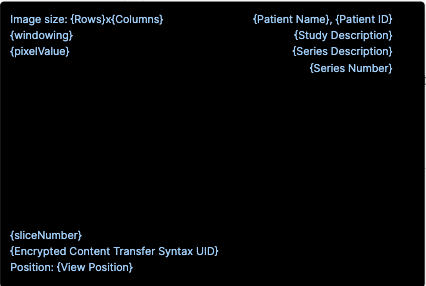 Image size: {Rows}x{Columns}
{windowing}
{pixelValue}
{Patient Name}, {Patient ID}
{Study Description}
{Series Description}
{Series Number}
{sliceNumber}
{Encrypted Content Transfer Syntax UID}
Position: {View Position}